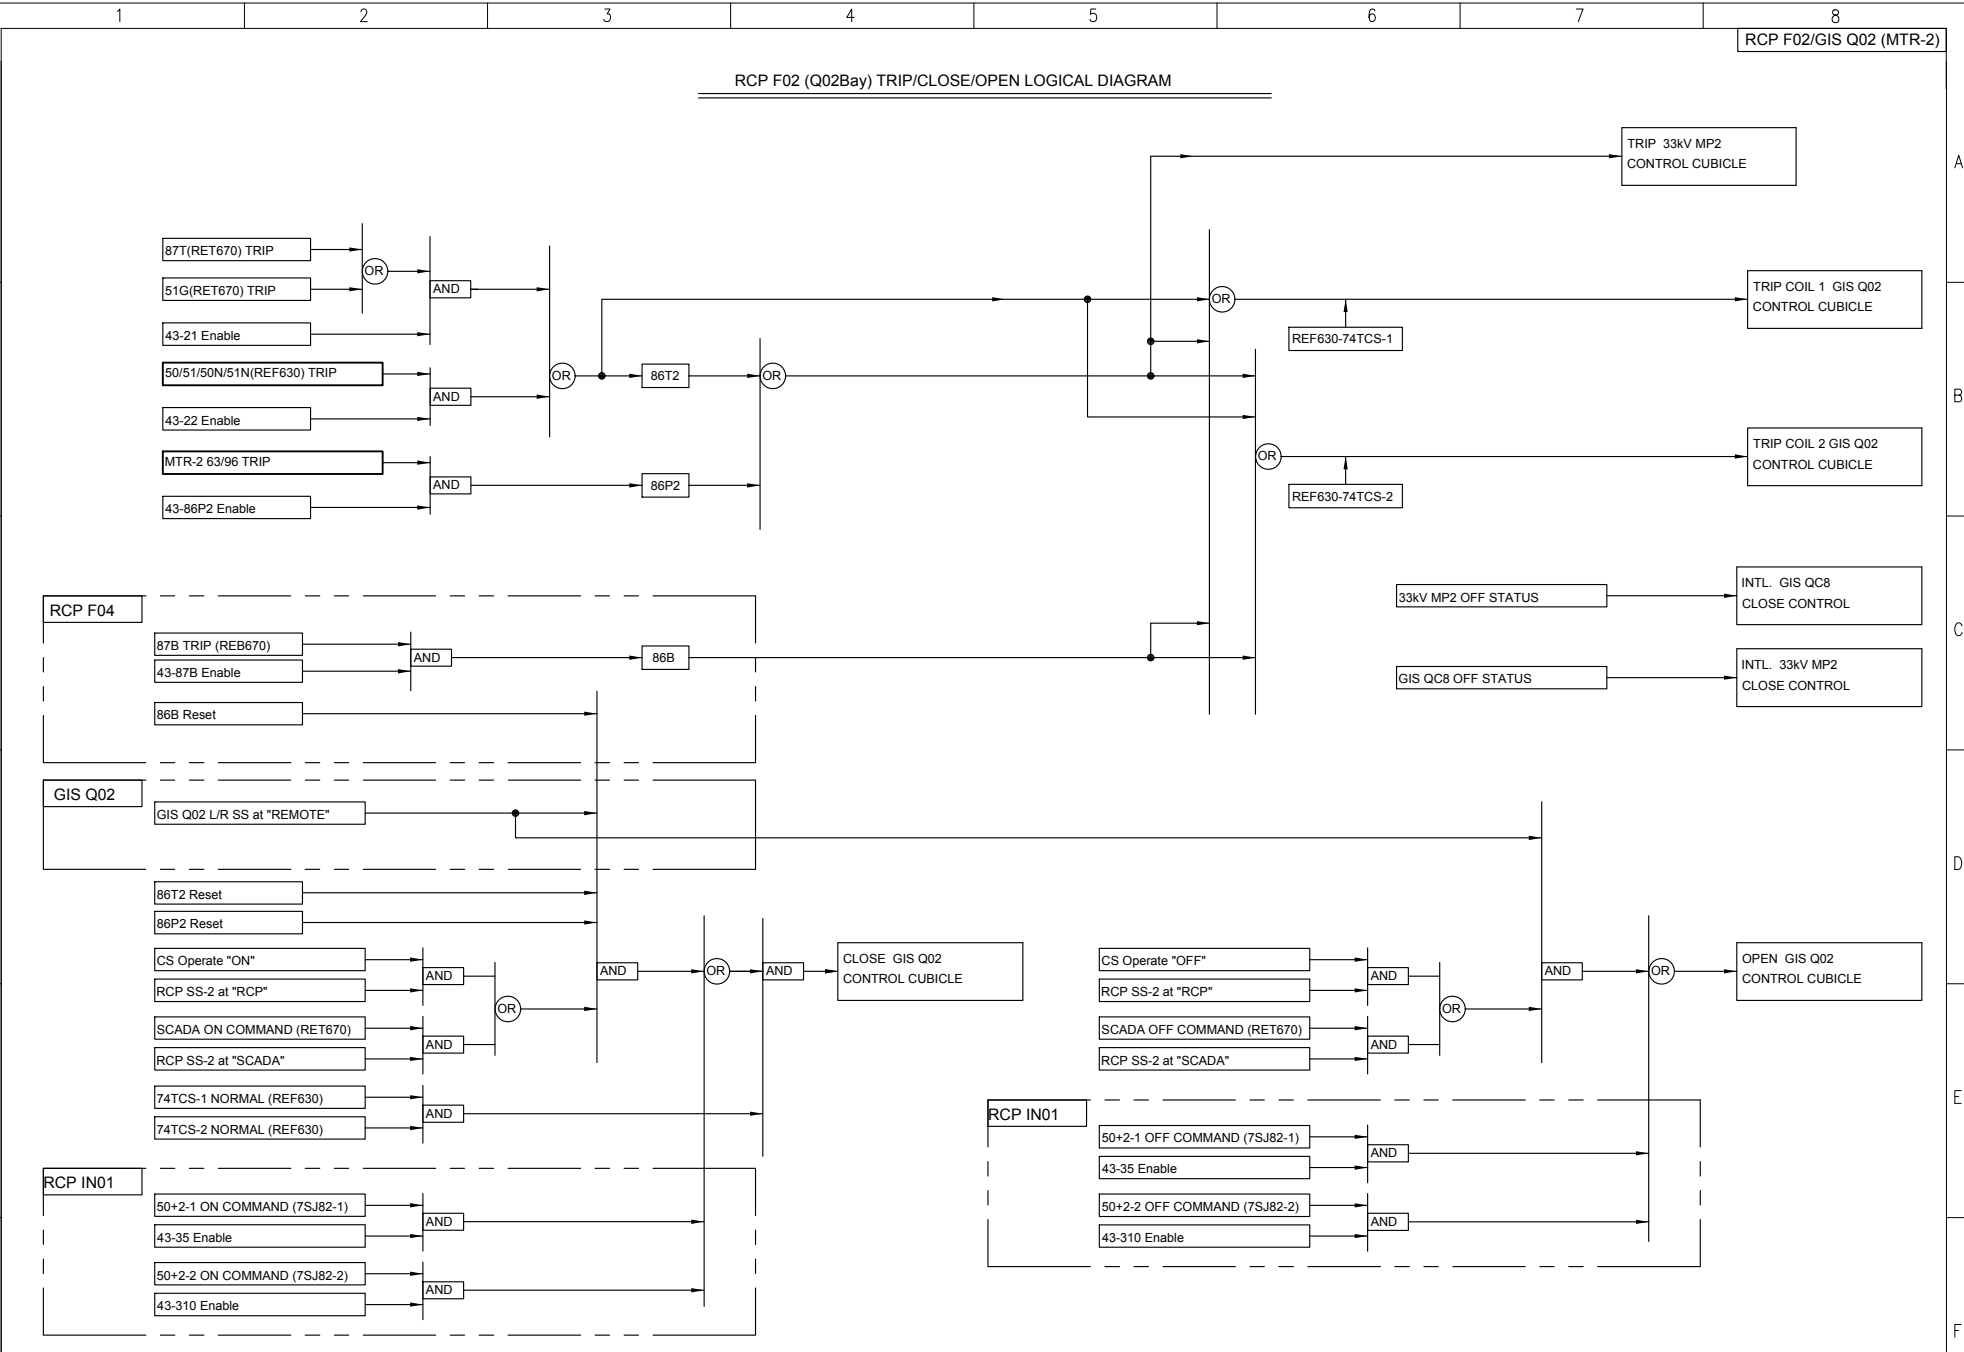 1 2 3 4 5 6 7 8
RCP F02/GIS Q02 (MTR-2)
RCP F02 (Q02Bay) TRIP/CLOSE/OPEN LOGICAL DIAGRAM
TRIP 33kV MP2
CONTROL CUBICLE
A
87T(RET670) TRIP
OR
51G(RET670) TRIP
AND
43-21 Enable
OR
TRIP COIL 1 GIS Q02
CONTROL CUBICLE
REF630-74TCS-1
50/51/50N/51N(REF630) TRIP
AND
43-22 Enable
OR
86T2
OR
B
MTR-2 63/96 TRIP
AND
43-86P2 Enable
86P2
OR
TRIP COIL 2 GIS Q02
CONTROL CUBICLE
REF630-74TCS-2
RCP F04
87B TRIP (REB670)
43-87B Enable
AND
86B
86B Reset
33kV MP2 OFF STATUS
INTL. GIS QC8
CLOSE CONTROL
C
GIS QC8 OFF STATUS
INTL. 33kV MP2
CLOSE CONTROL
GIS Q02
GIS Q02 L/R SS at "REMOTE"
D
86T2 Reset
86P2 Reset
CS Operate "ON"
AND
RCP SS-2 at "RCP"
OR
SCADA ON COMMAND (RET670)
AND
RCP SS-2 at "SCADA"
AND
OR
AND
CLOSE GIS Q02
CONTROL CUBICLE
74TCS-1 NORMAL (REF630)
AND
74TCS-2 NORMAL (REF630)
CS Operate "OFF"
AND
RCP SS-2 at "RCP"
OR
SCADA OFF COMMAND (RET670)
AND
RCP SS-2 at "SCADA"
AND
OR
OPEN GIS Q02
CONTROL CUBICLE
E
RCP IN01
50+2-1 ON COMMAND (7SJ82-1)
AND
43-35 Enable
50+2-2 ON COMMAND (7SJ82-2)
AND
43-310 Enable
RCP IN01
50+2-1 OFF COMMAND (7SJ82-1)
AND
43-35 Enable
50+2-2 OFF COMMAND (7SJ82-2)
AND
43-310 Enable
F